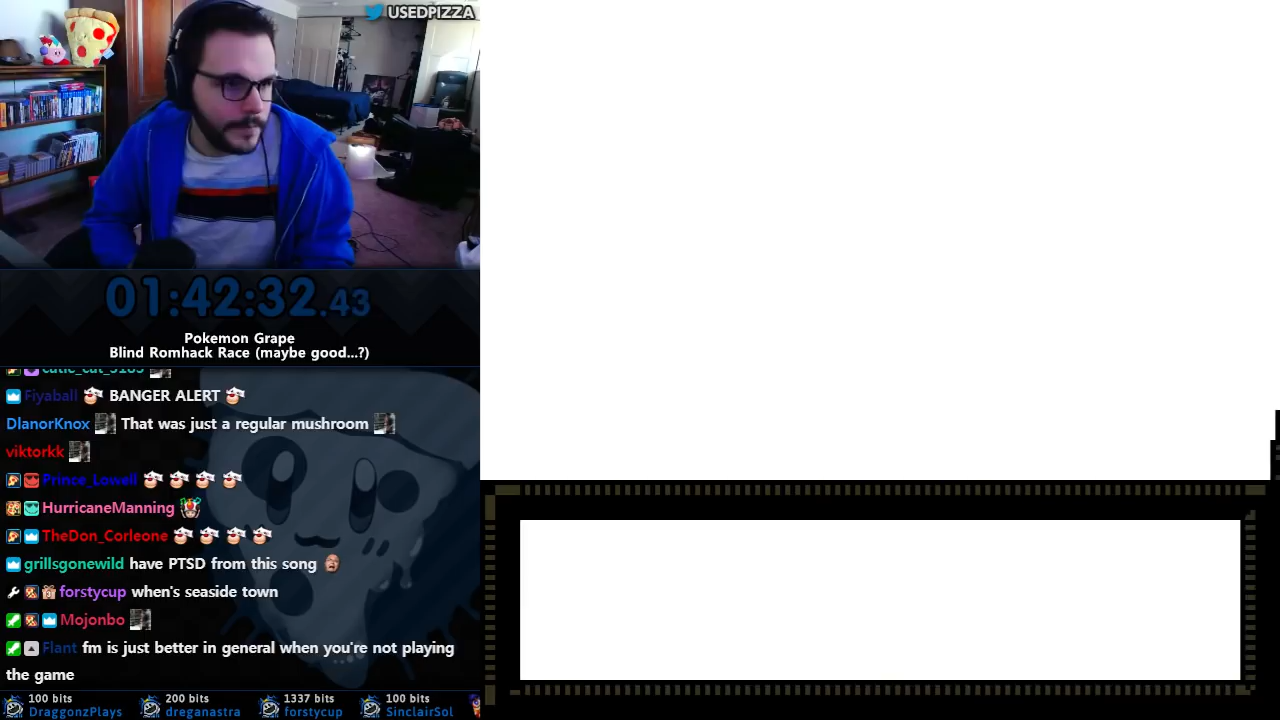 USEDPIZZA
01:42:32.43
Pokemon Grape
Blind Romhack Race (maybe good...?)
Fiyaball BANGER ALERT
DlanorKnox That was just a regular mushroom
viktorkk
Prince_Lowell
HurricaneManning
TheDon_Corleone
grillsgonewild have PTSD from this song
forstycup when's seaside town
Mojonbo
Flant fm is just better in general when you're not playing
the game
100 bits 200 bits 1337 bits 100 bits
DraggonzPlays dreganastra forstycup SinclairSol